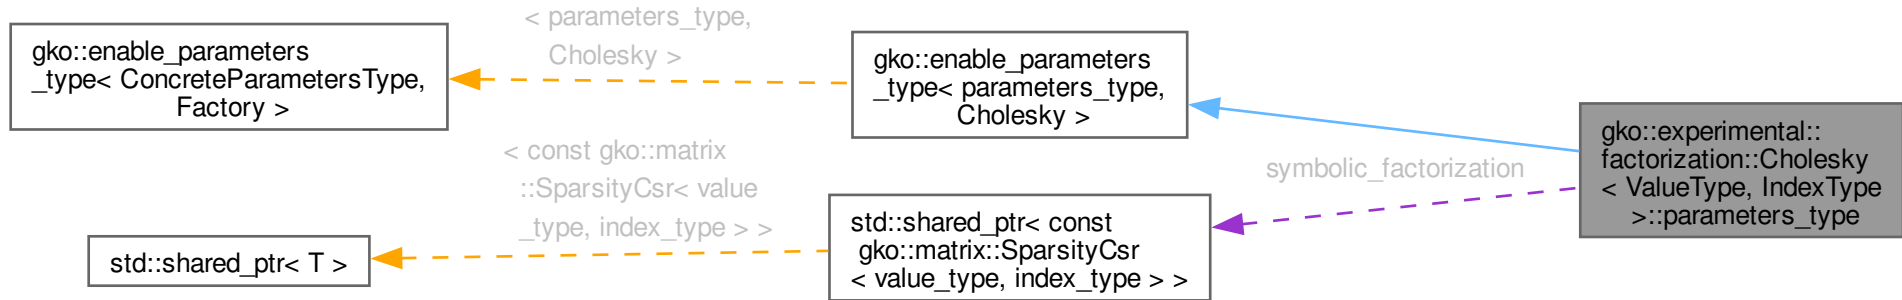 < parameters_type,
Cholesky >
gko::enable_parameters
_type< ConcreteParametersType,
Factory >
gko::enable_parameters
_type< parameters_type,
Cholesky >
gko::experimental::
factorization::Cholesky
< ValueType, IndexType
>::parameters_type
< const gko::matrix
::SparsityCsr< value
_type, index_type > >
symbolic_factorization
std::shared_ptr< const
gko::matrix::SparsityCsr
< value_type, index_type > >
std::shared_ptr< T >